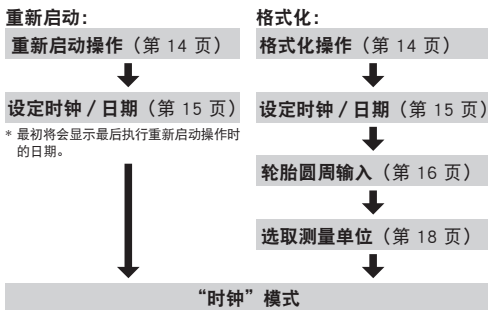 重新启动：
重新启动操作（第 14 页）
设定时钟 / 日期（第 15 页）
* 最初将会显示最后执行重新启动操作时
的日期。
格式化：
格式化操作（第 14 页）
设定时钟 / 日期（第 15 页）
轮胎圆周输入（第 16 页）
选取测量单位（第 18 页）
“时钟”模式